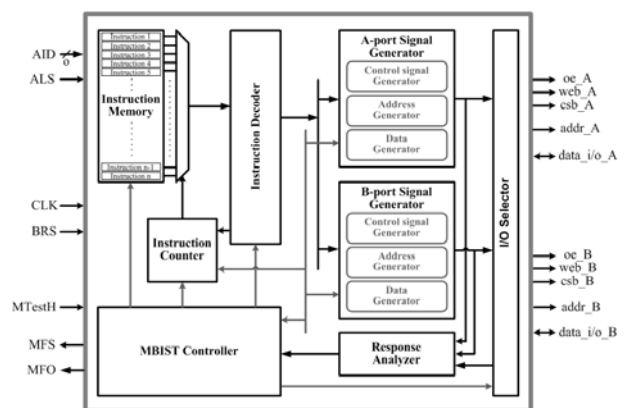 AID
6
ALS
CLK
BRS
MTestH
MFS
MFO
Instruction 1
Instruction 2
Instruction 3
Instruction 4
Instruction 5
Instruction
Memory
Instruction n-1
Instruction n
Instruction Decoder
Instruction
Counter
MBIST Controller
A-port Signal
Generator
Control signal
Generator
Address
Generator
Data
Generator
B-port Signal
Generator
Control signal
Generator
Address
Generator
Data
Generator
Response
Analyzer
I/O Selector
oe_A
web_A
csb_A
addr_A
data_i/o_A
oe_B
web_B
csb_B
addr_B
data_i/o_B